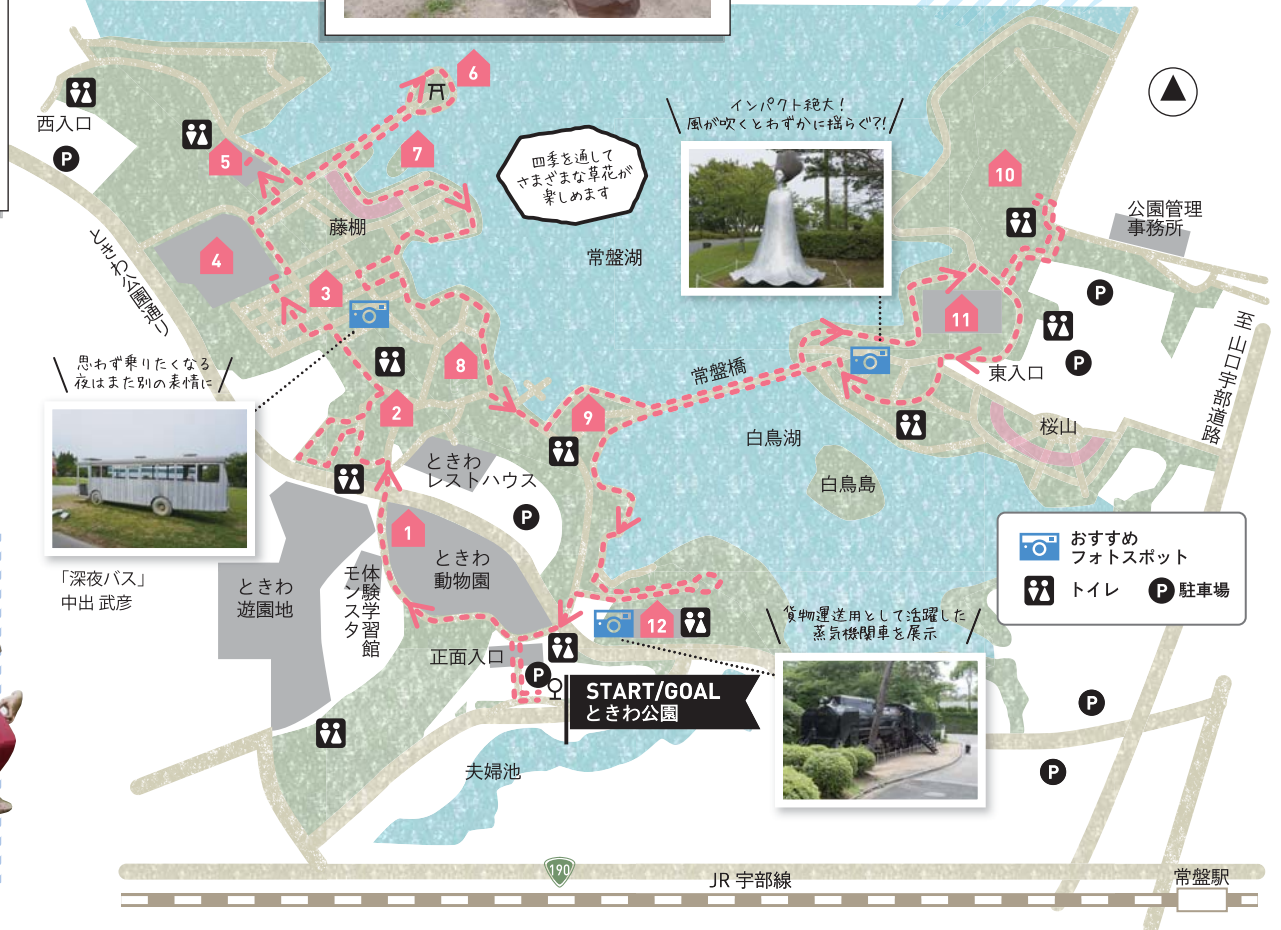 インパクト絶大！
風が吹くとわずかに揺らぐ?!
四季を通して
さまざまな草花が
楽しめます
西入口
P
6
7
5
10
公園管理
事務所
藤棚
常盤湖
4
ときわ公園通り
3
P
11
至 山口宇部道路
思わず乗りたくなる
夜はまた別の表情に
8
常盤橋
東入口
P
2
9
桜山
白鳥湖
ときわ
レストハウス
白鳥島
P
1
ときわ
動物園
「深夜バス」
中出 武彦
ときわ
遊園地
体験学習館
モンスタ
おすすめ
フォトスポット
トイレ
P 駐車場
12
貨物運送用として活躍した
蒸気機関車を展示
正面入口
P
START/GOAL
ときわ公園
P
夫婦池
P
190
JR 宇部線
常盤駅